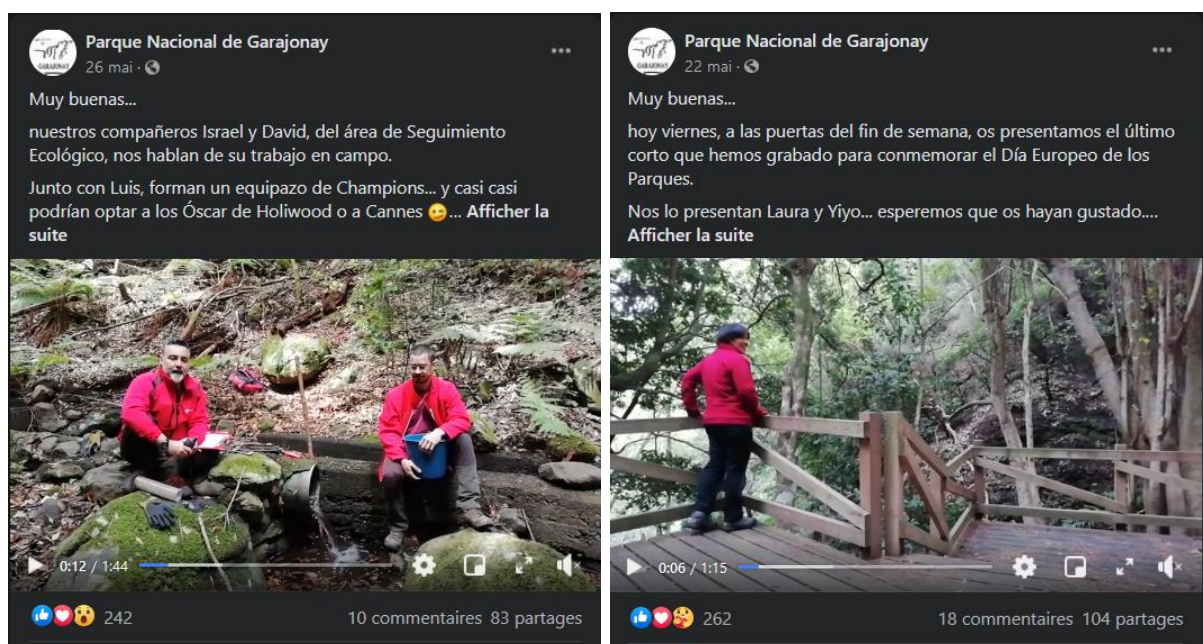 Parque Nacional de Garajonay
26 mai ·
Muy buenas...
nuestros compañeros Israel y David, del área de Seguimiento
Ecológico, nos hablan de su trabajo en campo.
Junto con Luis, forman un equipazo de Champions... y casi casi
podrían optar a los Óscar de Holiwood o a Cannes 😉... Afficher la
suite
0:12 / 1:44
242
10 commentaires 83 partages
Parque Nacional de Garajonay
22 mai ·
Muy buenas...
hoy viernes, a las puertas del fin de semana, os presentamos el último
corto que hemos grabado para conmemorar el Día Europeo de los
Parques.
Nos lo presentan Laura y Yiyo... esperemos que os hayan gustado....
Afficher la suite
0:06 / 1:15
262
18 commentaires 104 partages